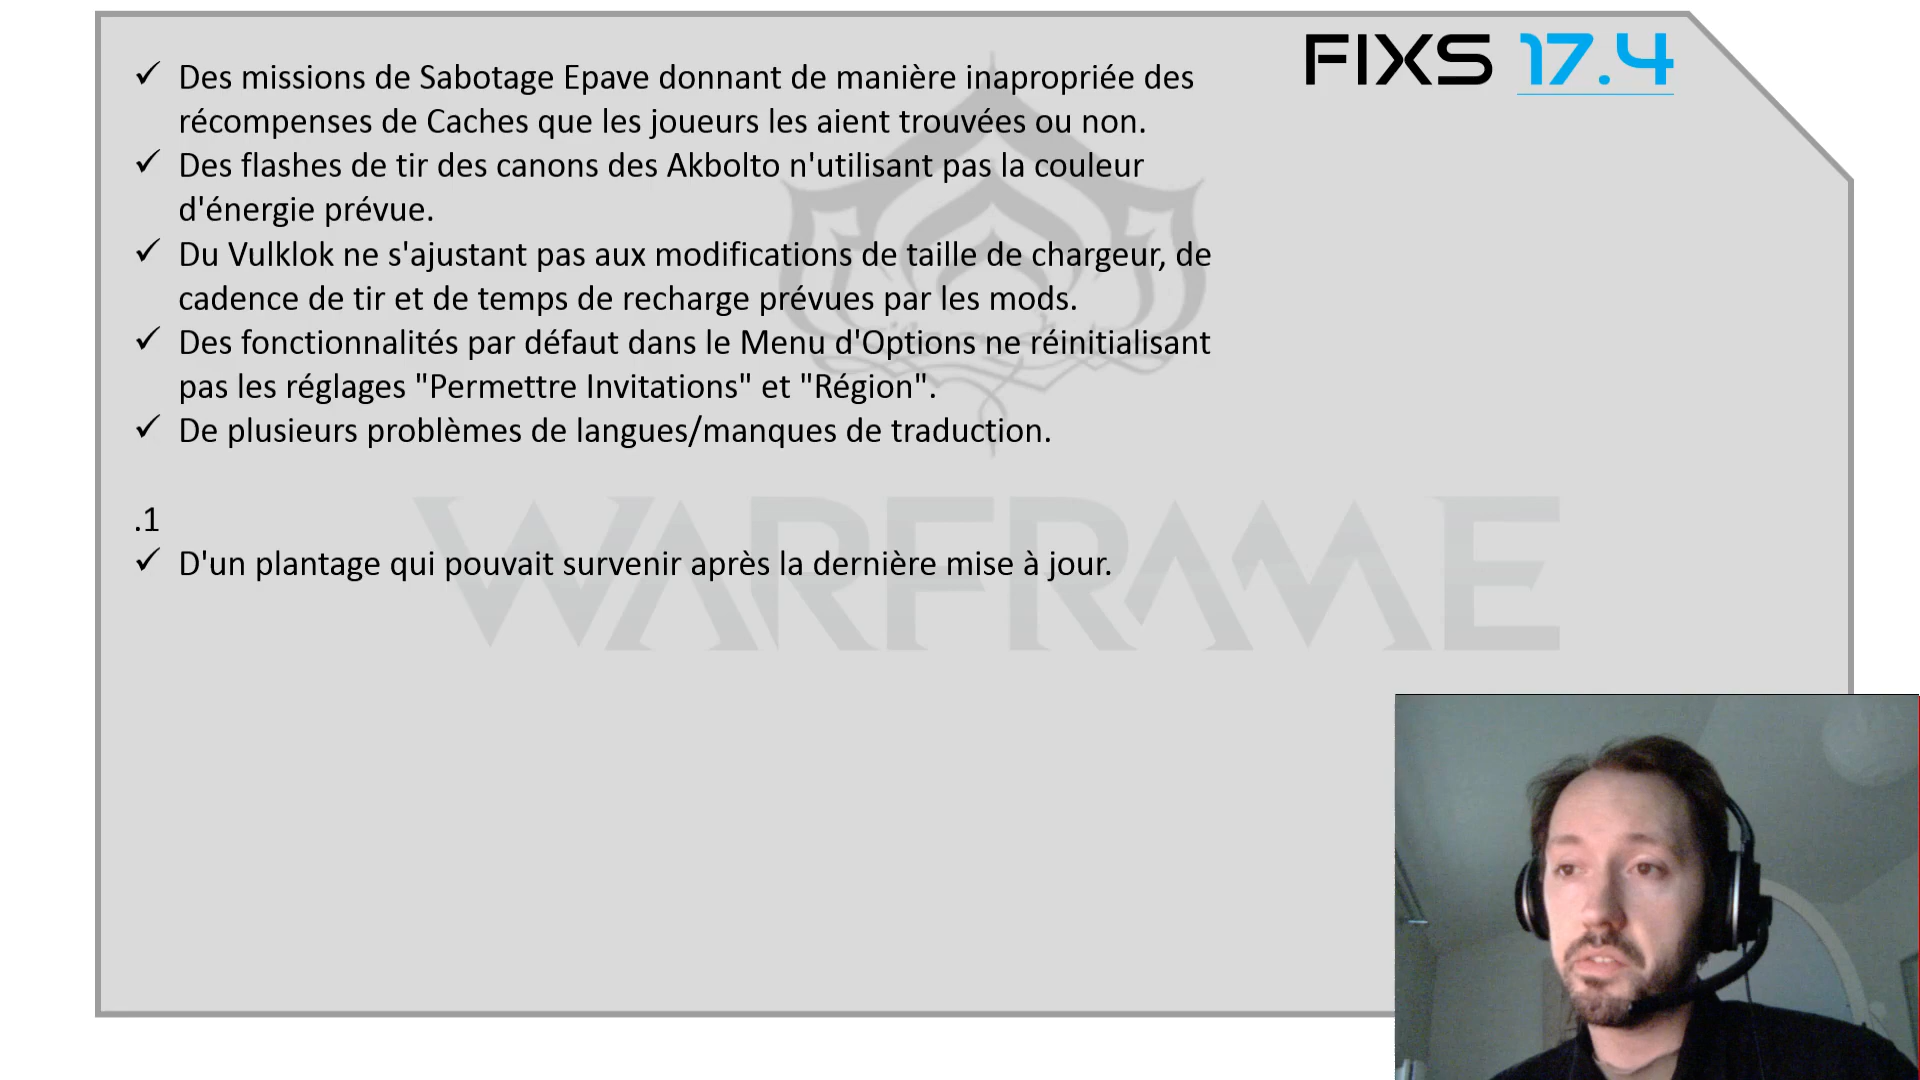 FIXS 17.4
✓ Des missions de Sabotage Epave donnant de manière inapropriée des
récompenses de Caches que les joueurs les aient trouvées ou non.
✓ Des flashes de tir des canons des Akbolto n'utilisant pas la couleur
d'énergie prévue.
✓ Du Vulklok ne s'ajustant pas aux modifications de taille de chargeur, de
cadence de tir et de temps de recharge prévues par les mods.
✓ Des fonctionnalités par défaut dans le Menu d'Options ne réinitialisant
pas les réglages "Permettre Invitations" et "Région".
✓ De plusieurs problèmes de langues/manques de traduction.
.1
✓ D'un plantage qui pouvait survenir après la dernière mise à jour.
WARFRAME